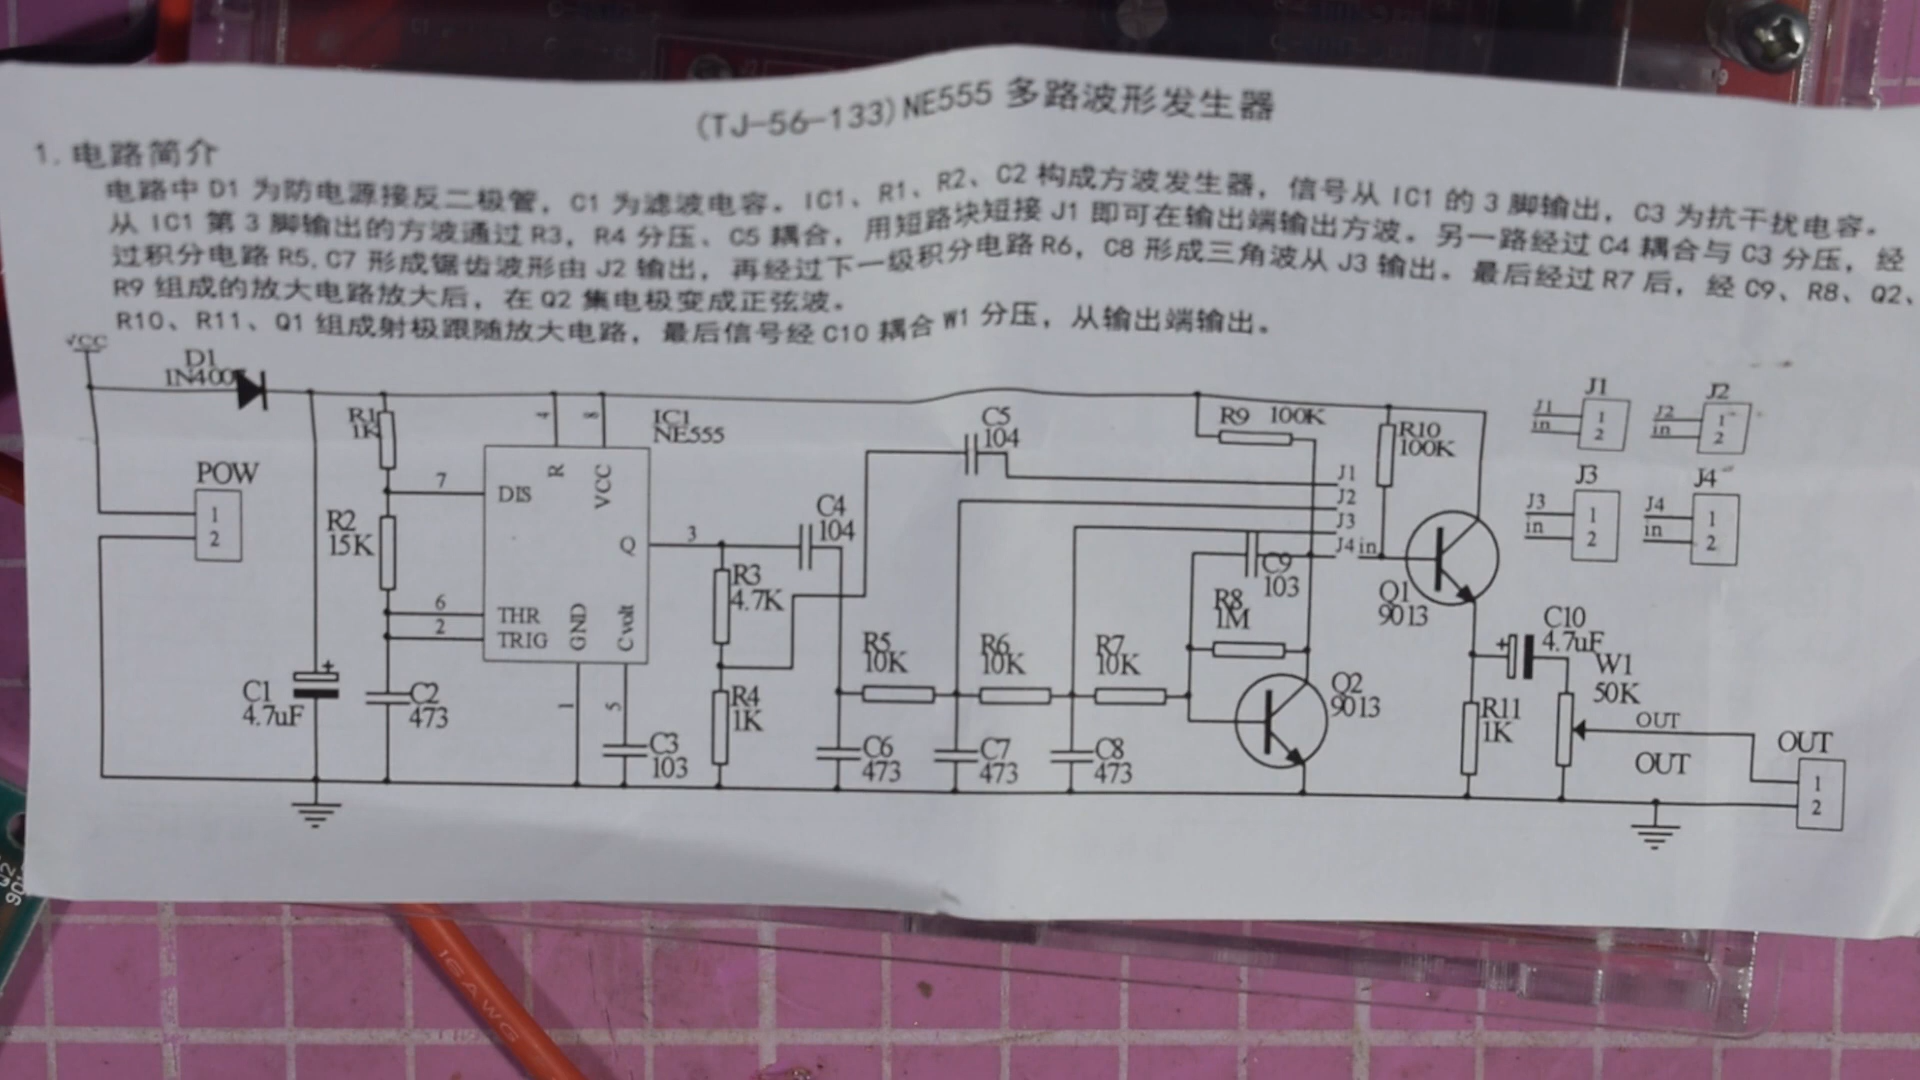 (TJ-56-133)NE555 多路波形发生器
1.电路简介
电路中 D1 为防电源接反二极管，C1 为滤波电容。IC1、R1、R2、C2 构成方波发生器，信号从 IC1 的 3 脚输出，C3 为抗干扰电容。
从 IC1 第 3 脚输出的方波通过 R3，R4 分压、C5 耦合，用短路块短接 J1 即可在输出端输出方波。另一路经过 C4 耦合与 C3 分压，经
过积分电路 R5.C7 形成锯齿波形由 J2 输出，再经过下一级积分电路 R6，C8 形成三角波从 J3 输出。最后经过 R7 后，经 C9、R8、Q2、
R9 组成的放大电路放大后，在 Q2 集电极变成正弦波。
R10、R11、Q1 组成射极跟随放大电路，最后信号经 C10 耦合 W1 分压，从输出端输出。
VCC
D1
1N400
R1
1K
4
8
IC1
NE555
C5
104
R9 100K
R10
100K
J1
J1
in
1
2
J2
J2
in
1
2
POW
1
2
7
DIS
R
VCC
R2
15K
3
Q
C4
104
J1
J2
J3
J4
in
J3
J3
in
1
2
J4
J4
in
1
2
R3
4.7K
C9
103
Q1
9013
6
THR
2
TRIG
GND
Cvolt
R8
1M
C10
4.7uF
W1
50K
R5
10K
R6
10K
R7
10K
C1
4.7uF
C2
473
1
5
R4
1K
Q2
9013
R11
1K
OUT
OUT
OUT
1
2
C3
103
C6
473
C7
473
C8
473
16 AWG